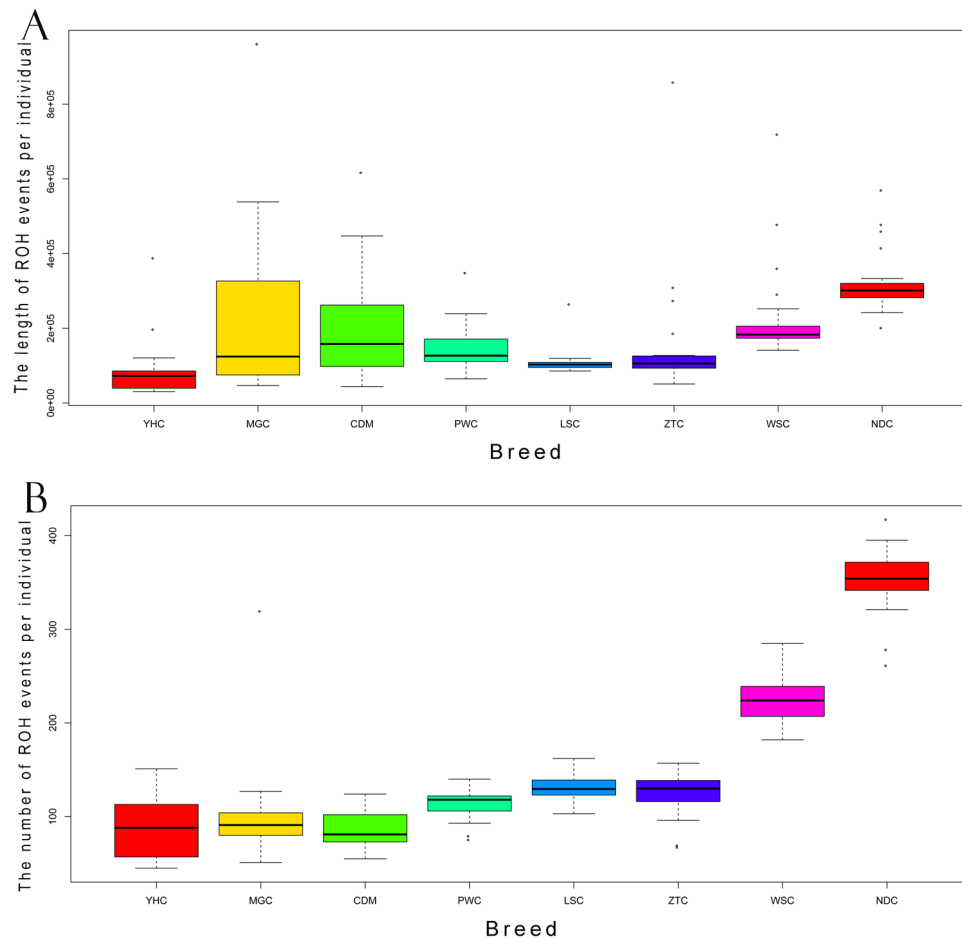 A
The length of ROH events per individual
8e+05
6e+05
4e+05
2e+05
0e+00
YHC MGC CDM PWC LSC ZTC WSC NDC
Breed
B
The number of ROH events per individual
400
300
200
100
YHC MGC CDM PWC LSC ZTC WSC NDC
Breed